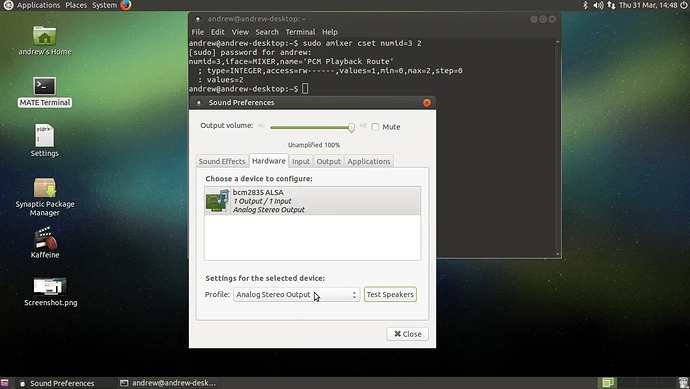 Applications Places System
Thu 31 Mar, 14:48
andrew's Home
MATE Terminal
Settings
Synaptic Package
Manager
Kaffeine
Screenshot.png
andrew@andrew-desktop: ~
File Edit View Search Terminal Help
andrew@andrew-desktop:~$ sudo amixer cset numid=3 2
[sudo] password for andrew:
numid=3,iface=MIXER,name='PCM Playback Route'
; type=INTEGER,access=rw------,values=1,min=0,max=2,step=0
: values=2
andrew@andrew-desktop:~$
Sound Preferences
Output volume:
Mute
Unamplified 100%
Sound Effects Hardware Input Output Applications
Choose a device to configure:
bcm2835 ALSA
1 Output / 1 Input
Analog Stereo Output
Settings for the selected device:
Profile: Analog Stereo Output Test Speakers
Close
Sound Preferences andrew@andrew-desk...